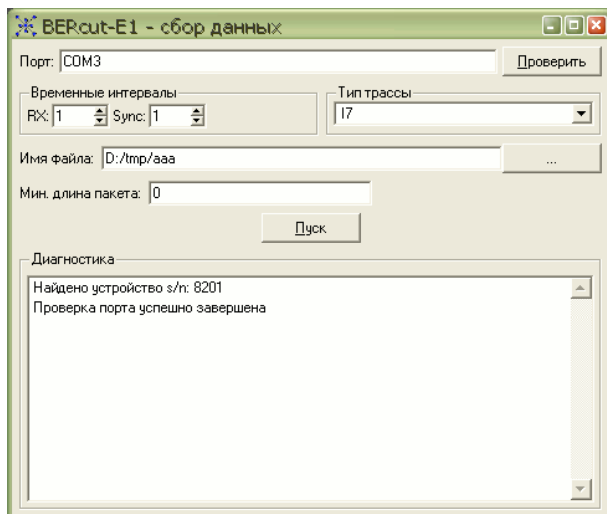 BERcut-E1 - сбор данных
Порт: COM3 Проверить
Временные интервалы Тип трассы
RX: 1 Sync: 1 I7
Имя файла: D:/tmp/aaa ...
Мин. длина пакета: 0
Пуск
Диагностика
Найдено устройство s/n: 8201
Проверка порта успешно завершена